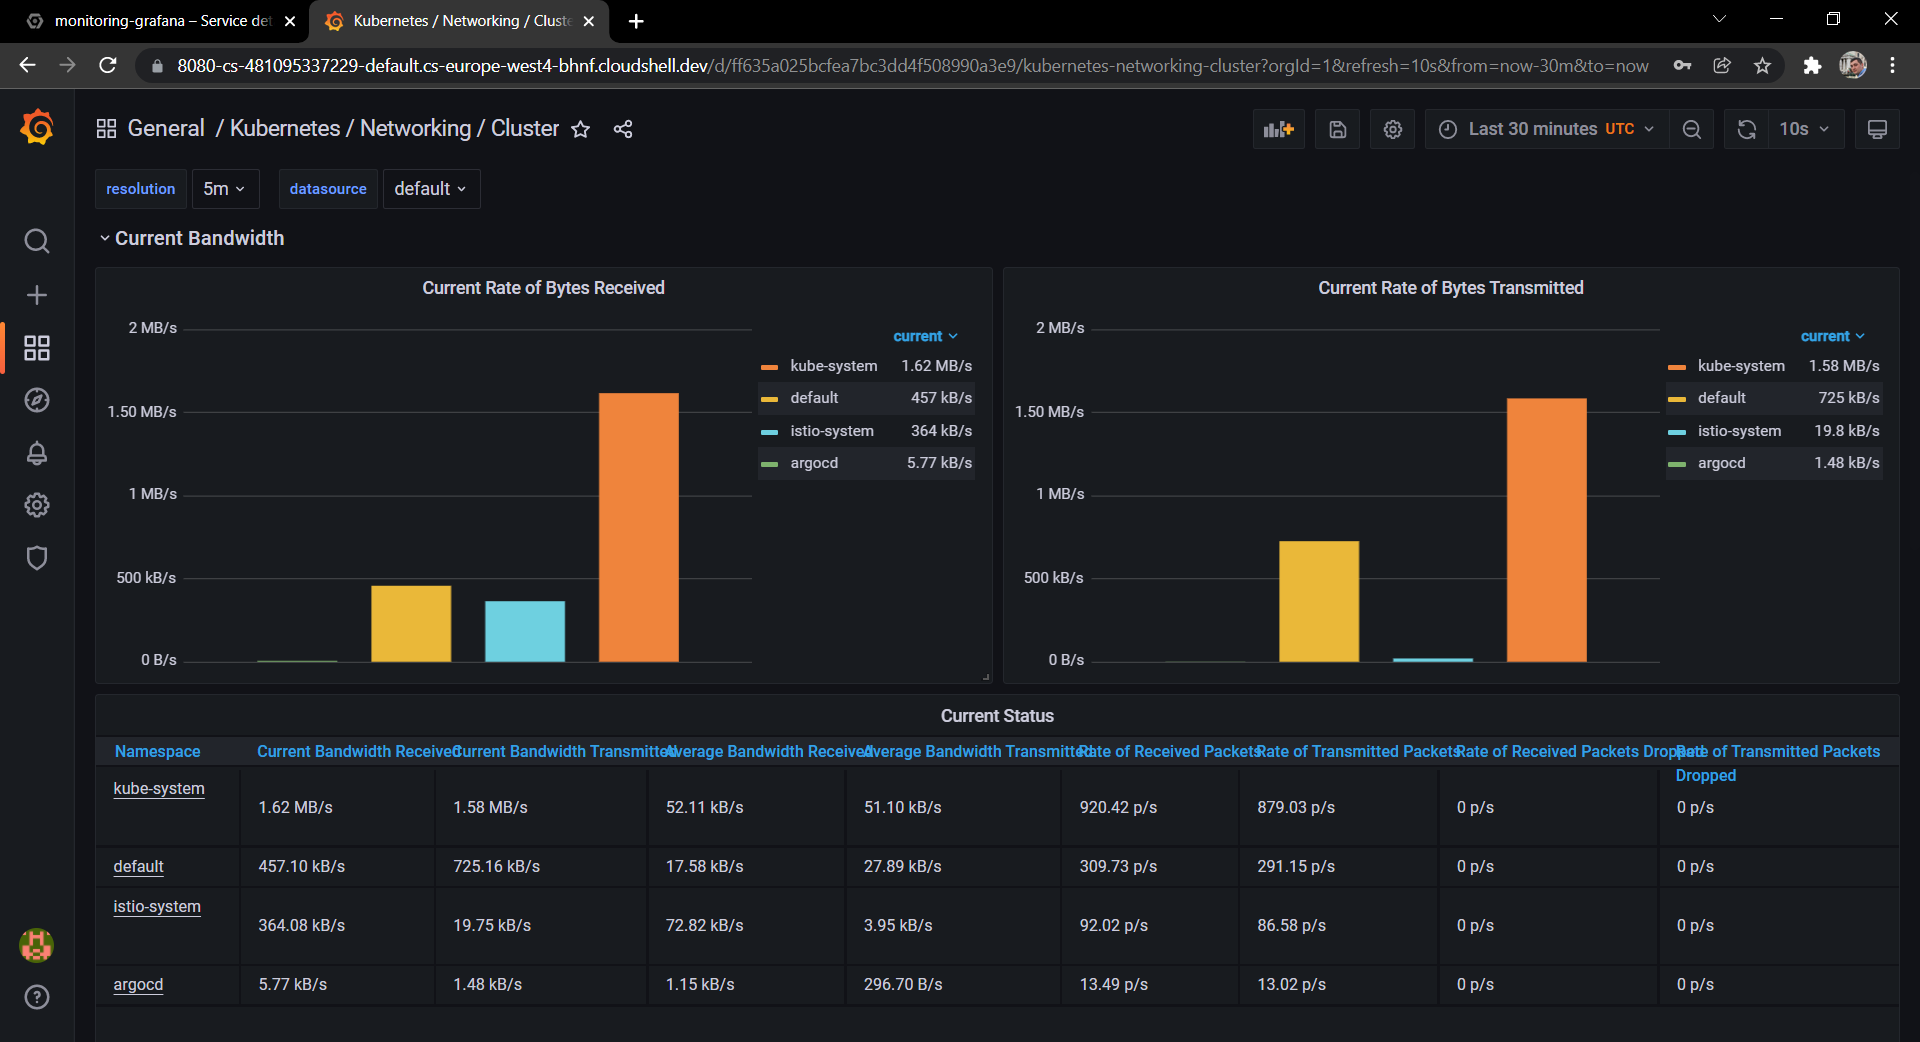 monitoring-grafana – Service det
Kubernetes / Networking / Cluste
8080-cs-481095337229-default.cs-europe-west4-bhnf.cloudshell.dev/d/ff635a025bcfea7bc3dd4f508990a3e9/kubernetes-networking-cluster?orgId=1&refresh=10s&from=now-30m&to=now
General / Kubernetes / Networking / Cluster
Last 30 minutes UTC
10s
resolution 5m datasource default
Current Bandwidth
Current Rate of Bytes Received
2 MB/s
1.50 MB/s
1 MB/s
500 kB/s
0 B/s
current
kube-system 1.62 MB/s
default 457 kB/s
istio-system 364 kB/s
argocd 5.77 kB/s
Current Rate of Bytes Transmitted
2 MB/s
1.50 MB/s
1 MB/s
500 kB/s
0 B/s
current
kube-system 1.58 MB/s
default 725 kB/s
istio-system 19.8 kB/s
argocd 1.48 kB/s
Current Status
Namespace Current Bandwidth Received Current Bandwidth Transmitted Average Bandwidth Received Average Bandwidth Transmitted Rate of Received Packets Rate of Transmitted Packets Rate of Received Packets Dropped Rate of Transmitted Packets
Dropped
kube-system 1.62 MB/s 1.58 MB/s 52.11 kB/s 51.10 kB/s 920.42 p/s 879.03 p/s 0 p/s 0 p/s
default 457.10 kB/s 725.16 kB/s 17.58 kB/s 27.89 kB/s 309.73 p/s 291.15 p/s 0 p/s 0 p/s
istio-system 364.08 kB/s 19.75 kB/s 72.82 kB/s 3.95 kB/s 92.02 p/s 86.58 p/s 0 p/s 0 p/s
argocd 5.77 kB/s 1.48 kB/s 1.15 kB/s 296.70 B/s 13.49 p/s 13.02 p/s 0 p/s 0 p/s